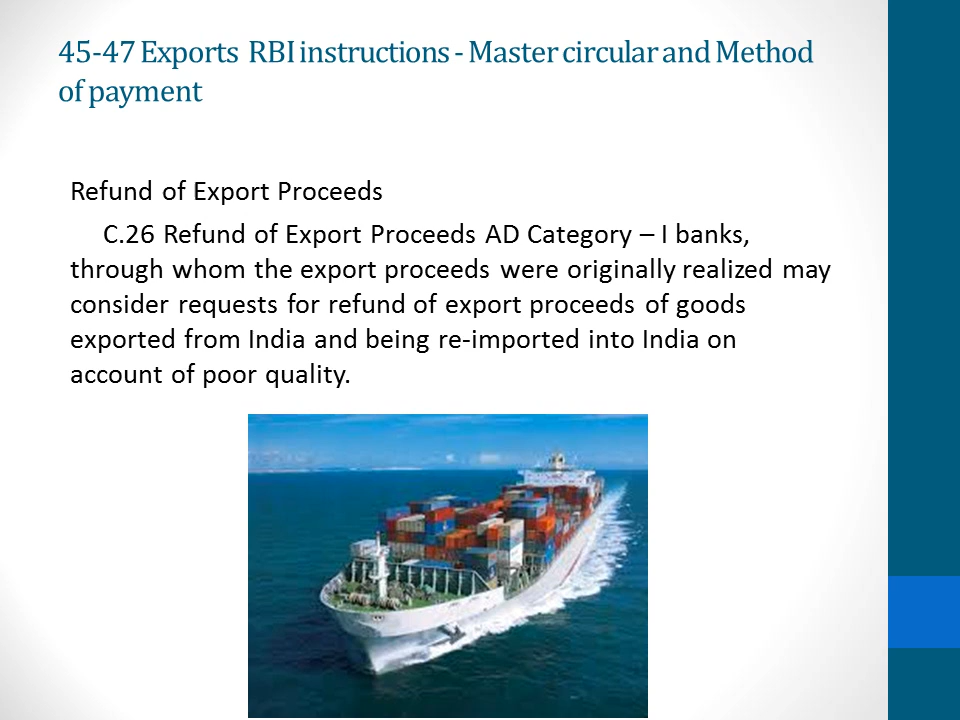 45-47 Exports RBI instructions - Master circular and Method
of payment
Refund of Export Proceeds
C.26 Refund of Export Proceeds AD Category – I banks,
through whom the export proceeds were originally realized may
consider requests for refund of export proceeds of goods
exported from India and being re-imported into India on
account of poor quality.